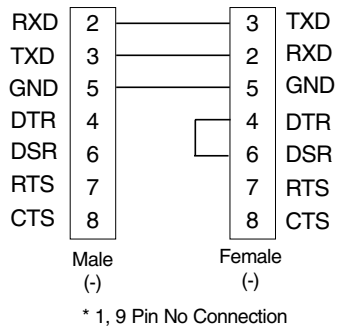 RXD 2 3 TXD
TXD 3 2 RXD
GND 5 5 GND
DTR 4 4 DTR
DSR 6 6 DSR
RTS 7 7 RTS
CTS 8 8 CTS
Male Female
(-) (-)
* 1, 9 Pin No Connection